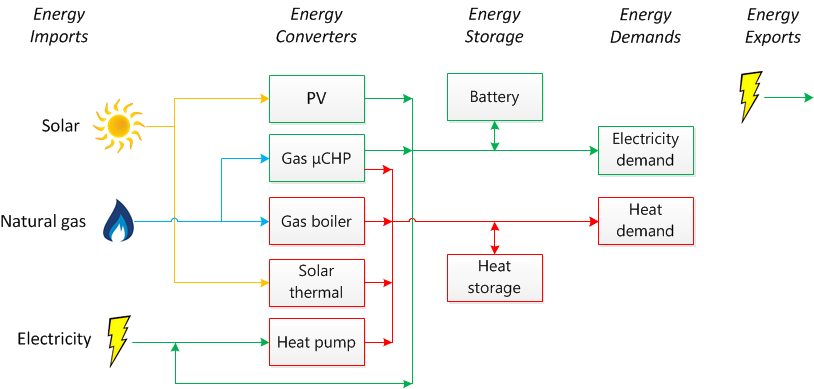 Energy
Imports
Energy
Converters
Energy
Storage
Energy
Demands
Energy
Exports
Solar
Natural gas
Electricity
PV
Gas μCHP
Gas boiler
Solar
thermal
Heat pump
Battery
Heat
storage
Electricity
demand
Heat
demand